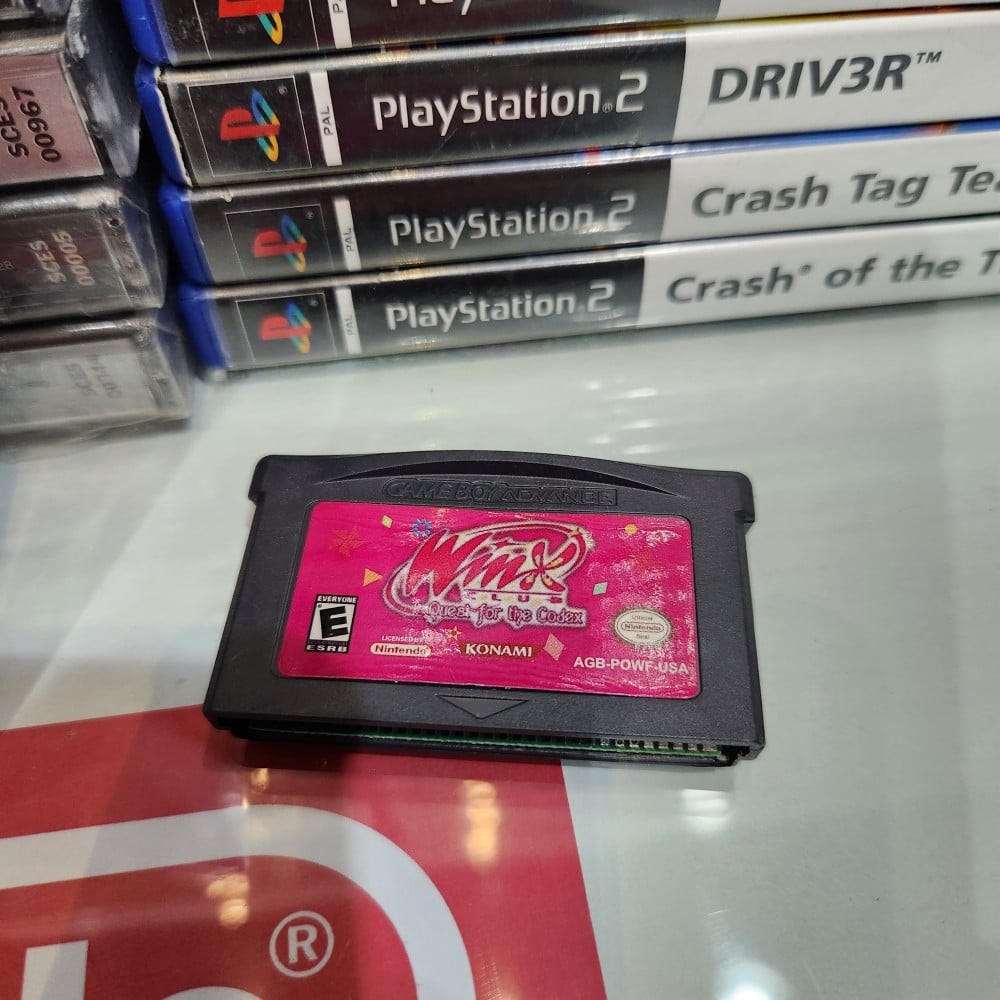 PAL
PlayStation®2
DRIV3R™
PAL
PlayStation®2
Crash Tag
PAL
PlayStation®2
Crash® of the
SCES
00967
SCES
00005
SCES
GAME BOY ADVANCE
Winx
CLUB
Quest for the Codex
EVERYONE
E
ESRB
LICENSED BY
Nintendo
KONAMI
OFFICIAL
Nintendo
Seal
AGB-POWF-USA
®